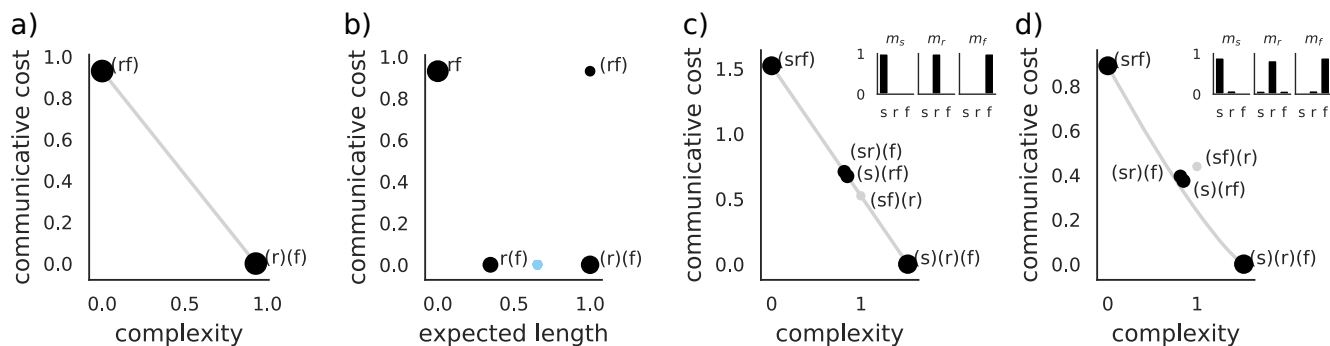 a)
communicative cost
1.0
0.8
0.6
0.4
0.2
0.0
(rf)
(r)(f)
0.0 0.5 1.0
complexity
b)
communicative cost
1.0
0.8
0.6
0.4
0.2
0.0
rf
(rf)
r(f)
(r)(f)
0.0 0.5 1.0
expected length
c)
communicative cost
1.5
1.0
0.5
0.0
(srf)
(sr)(f)
(s)(rf)
(sf)(r)
(s)(r)(f)
m_s m_r m_f
1
0
s r f s r f s r f
0 1
complexity
d)
communicative cost
0.8
0.6
0.4
0.2
0.0
(srf)
(sf)(r)
(sr)(f)
(s)(rf)
(s)(r)(f)
m_s m_r m_f
1
0
s r f s r f s r f
0 1
complexity